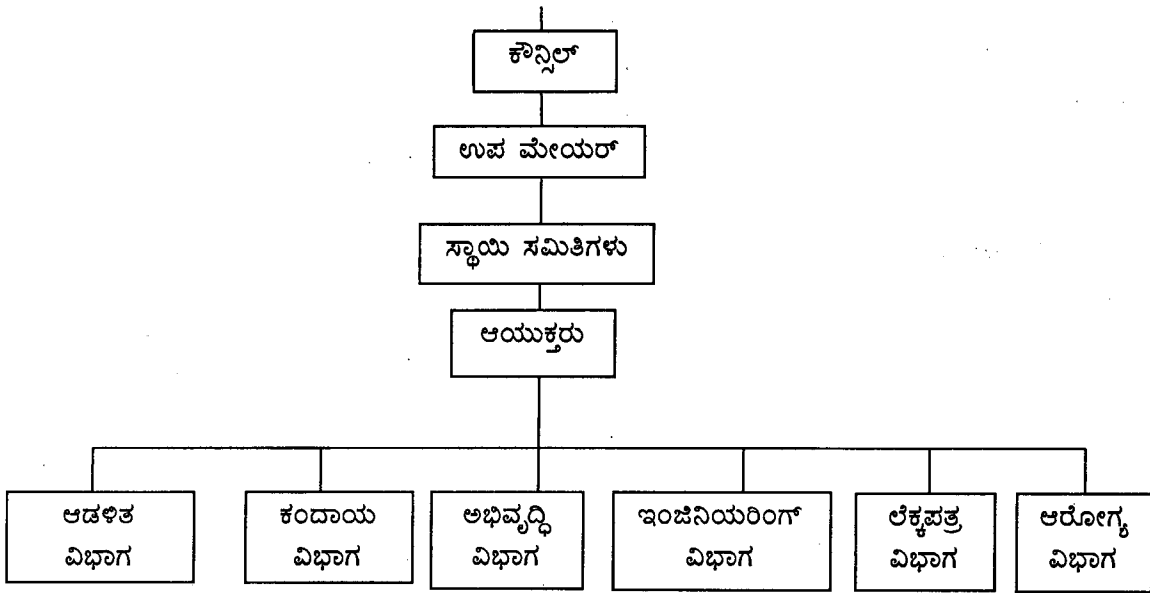 ಕೌನ್ಸಿಲ್
ಉಪ ಮೇಯರ್
ಸ್ಥಾಯಿ ಸಮಿತಿಗಳು
ಆಯುಕ್ತರು
ಆಡಳಿತ
ವಿಭಾಗ
ಕಂದಾಯ
ವಿಭಾಗ
ಅಭಿವೃದ್ಧಿ
ವಿಭಾಗ
ಇಂಜಿನಿಯರಿಂಗ್
ವಿಭಾಗ
ಲೆಕ್ಕಪತ್ರ
ವಿಭಾಗ
ಆರೋಗ್ಯ
ವಿಭಾಗ